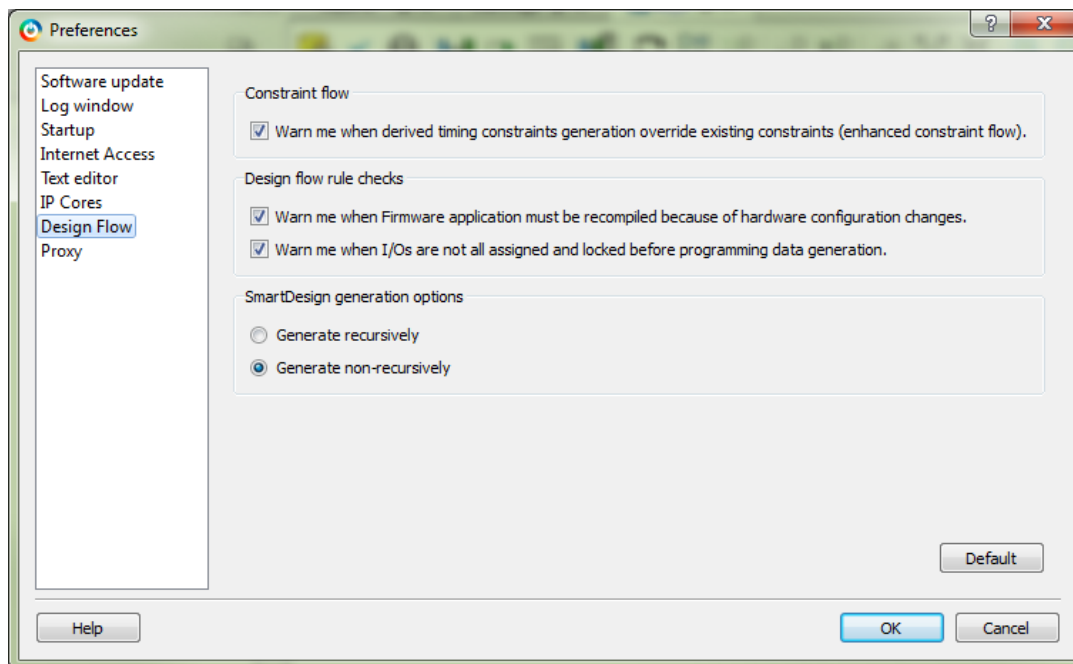 Preferences
?
X
Software update
Log window
Startup
Internet Access
Text editor
IP Cores
Design Flow
Proxy
Constraint flow
Warn me when derived timing constraints generation override existing constraints (enhanced constraint flow).
Design flow rule checks
Warn me when Firmware application must be recompiled because of hardware configuration changes.
Warn me when I/Os are not all assigned and locked before programming data generation.
SmartDesign generation options
Generate recursively
Generate non-recursively
Default
Help
OK
Cancel